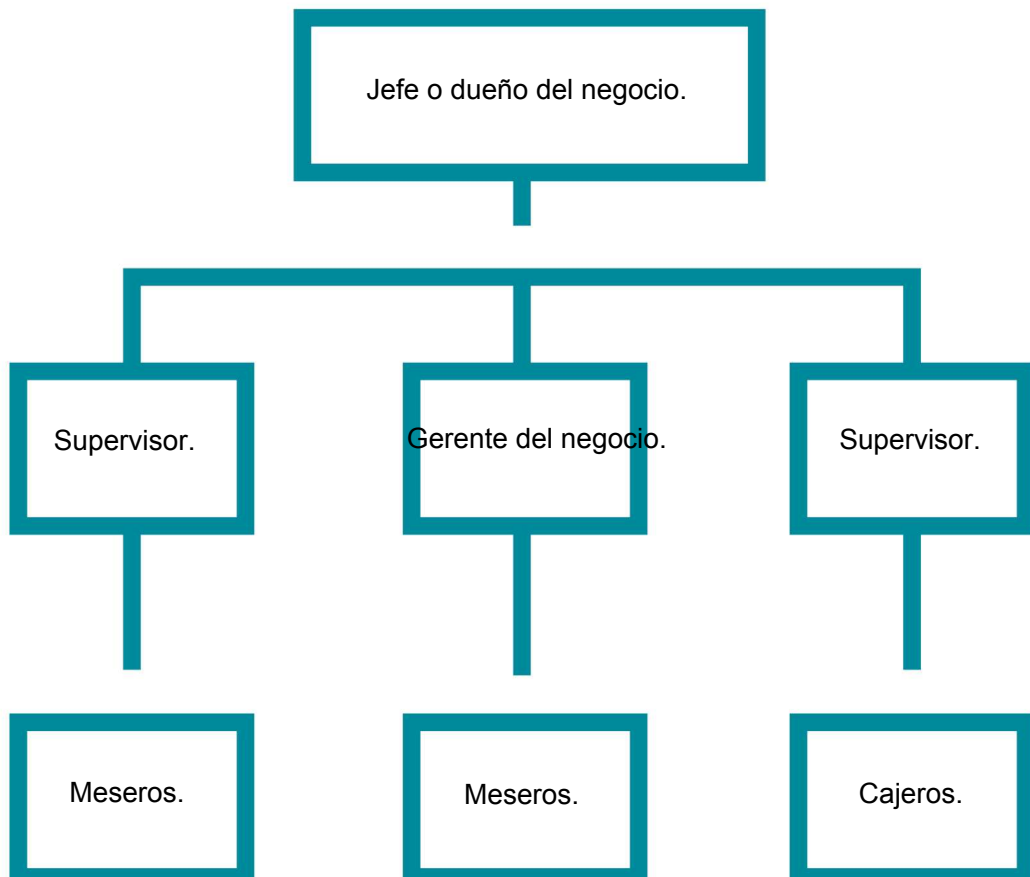 Jefe o dueño del negocio.
Supervisor.
Gerente del negocio.
Supervisor.
Meseros.
Meseros.
Cajeros.